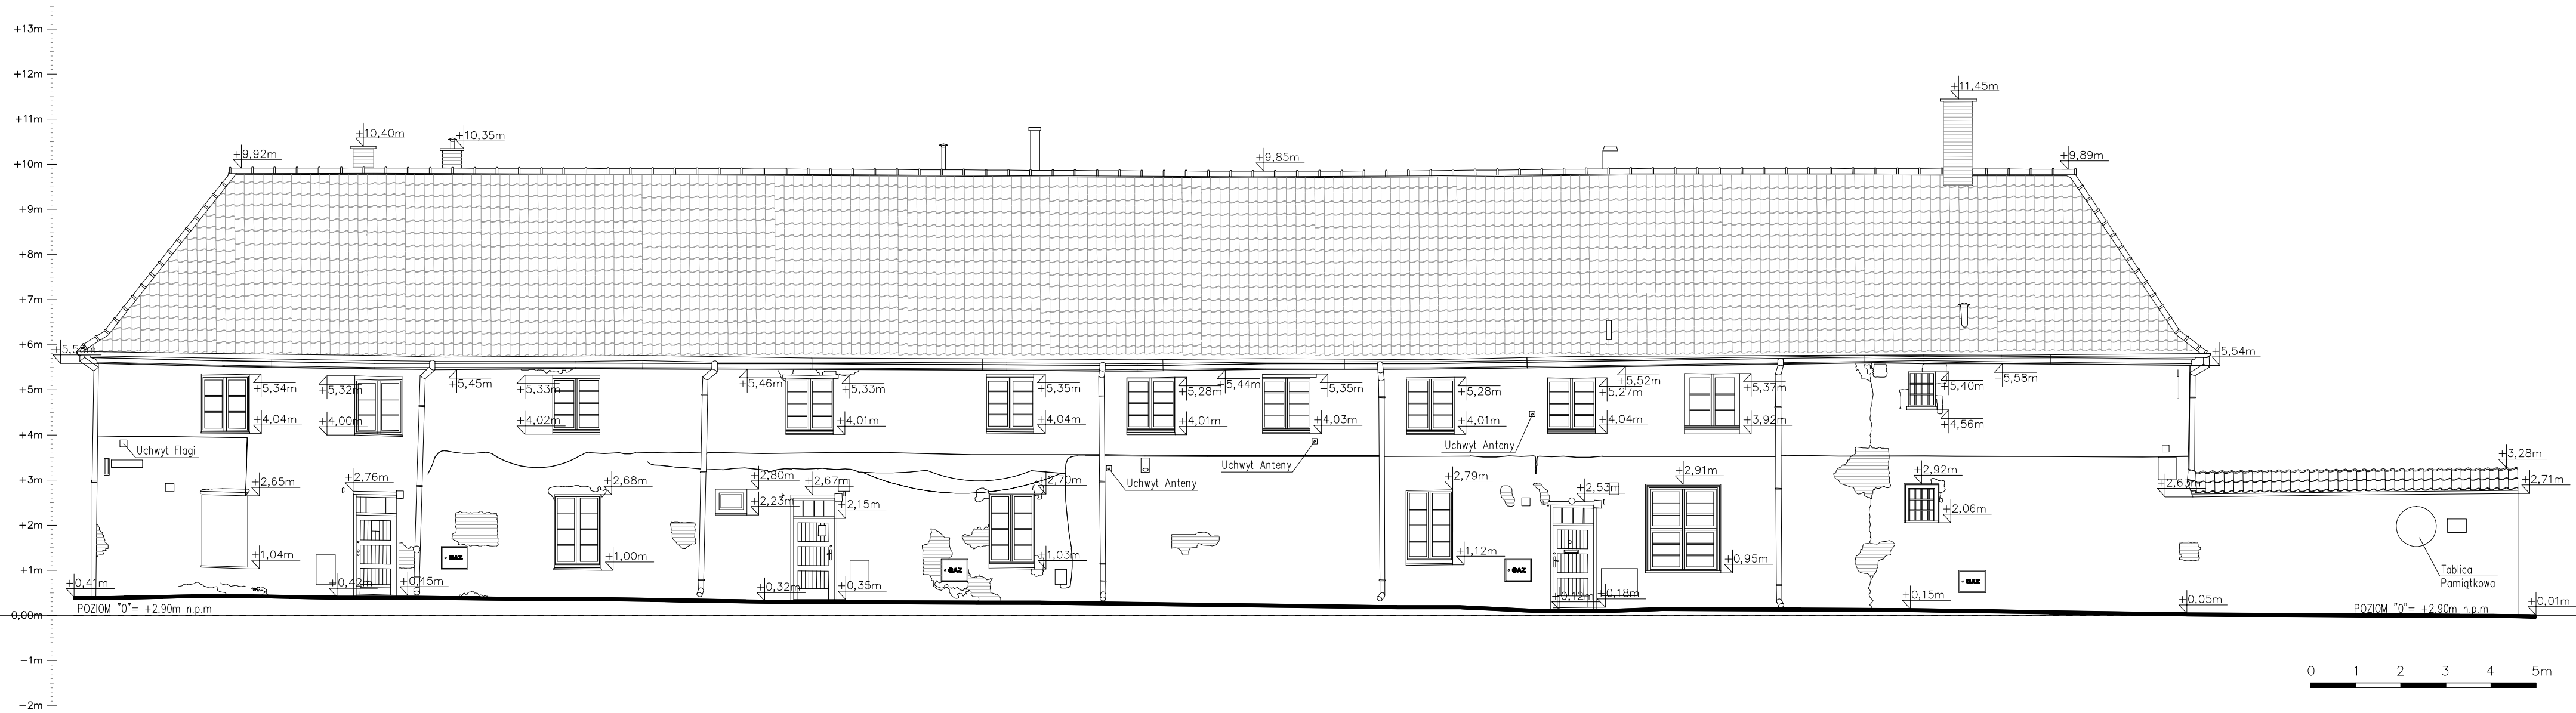 +13m
+12m
+11m
+10m
+9m
+8m
+7m
+6m
+5m
+4m
+3m
+2m
+1m
0,00m
-1m
-2m
+11,45m
+10,40m
+10,35m
+9,92m
+9,85m
+9,89m
+5,54m
+5,34m
+5,32m
+5,45m
+5,33m
+5,46m
+5,33m
+5,35m
+5,28m
+5,44m
+5,35m
+5,28m
+5,27m
+5,52m
+5,37m
+5,40m
+5,58m
+4,04m
+4,00m
+4,02m
+4,01m
+4,04m
+4,01m
+4,03m
+4,01m
+4,04m
+3,92m
+4,56m
Uchwyt Flagi
Uchwyt Anteny
Uchwyt Anteny
Uchwyt Anteny
+3,28m
+2,65m
+2,76m
+2,68m
+2,80m
+2,67m
+2,70m
+2,79m
+2,53m
+2,91m
+2,92m
+2,63m
+2,71m
+2,23m
+2,15m
+2,06m
+1,04m
+1,00m
+1,03m
+1,12m
+0,95m
GAZ
GAZ
GAZ
GAZ
Tablica
Pamiątkowa
+0,41m
+0,42m
+0,45m
+0,32m
+0,35m
+0,12m
+0,18m
+0,15m
+0,05m
+0,01m
POZIOM "0"= +2.90m n.p.m
POZIOM "0"= +2.90m n.p.m
0 1 2 3 4 5m